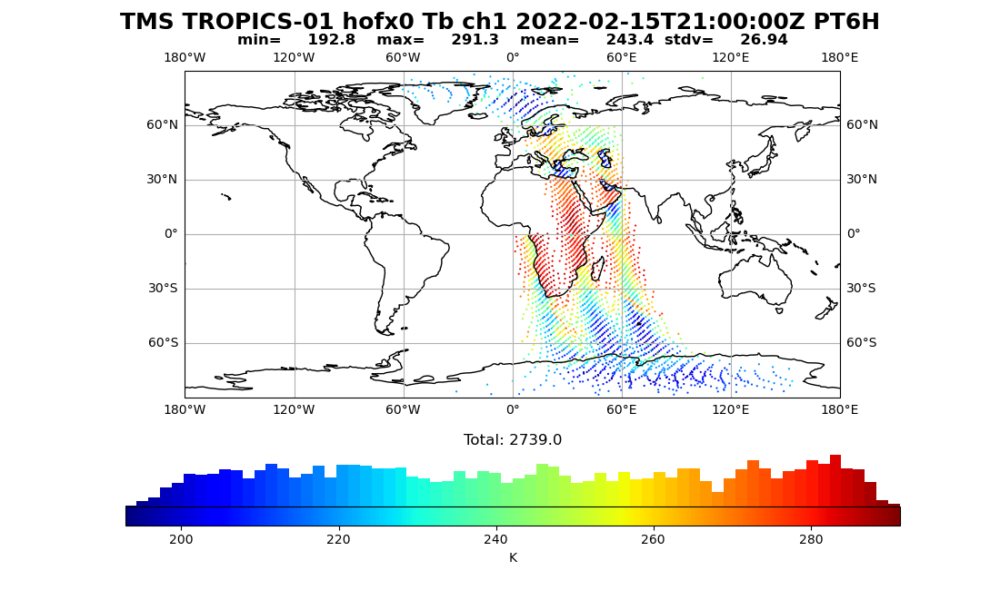 TMS TROPICS-01 hofx0 Tb ch1 2022-02-15T21:00:00Z PT6H
min= 192.8 max= 291.3 mean= 243.4 stdv= 26.94
180°W 120°W 60°W 0° 60°E 120°E 180°E
60°N 60°N
30°N 30°N
0° 0°
30°S 30°S
60°S 60°S
180°W 120°W 60°W 0° 60°E 120°E 180°E
Total: 2739.0
200 220 240 260 280
K